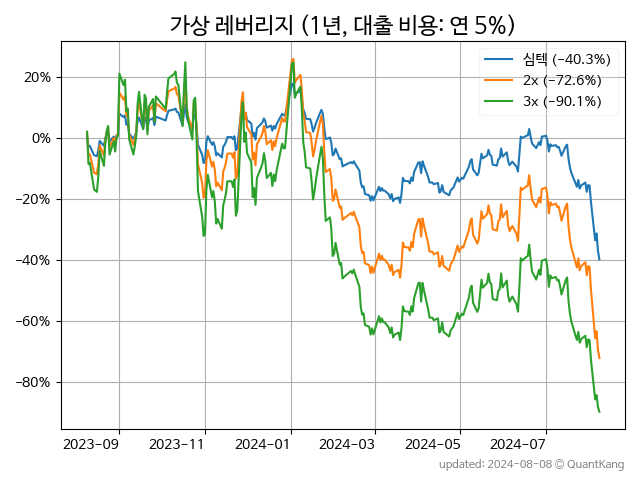 가상 레버리지 (1년, 대출 비용: 연 5%)
심텍 (−40.3%)
2x (−72.6%)
3x (−90.1%)
20%
0%
−20%
−40%
−60%
−80%
2023-09
2023-11
2024-01
2024-03
2024-05
2024-07
updated: 2024-08-08 © QuantKang